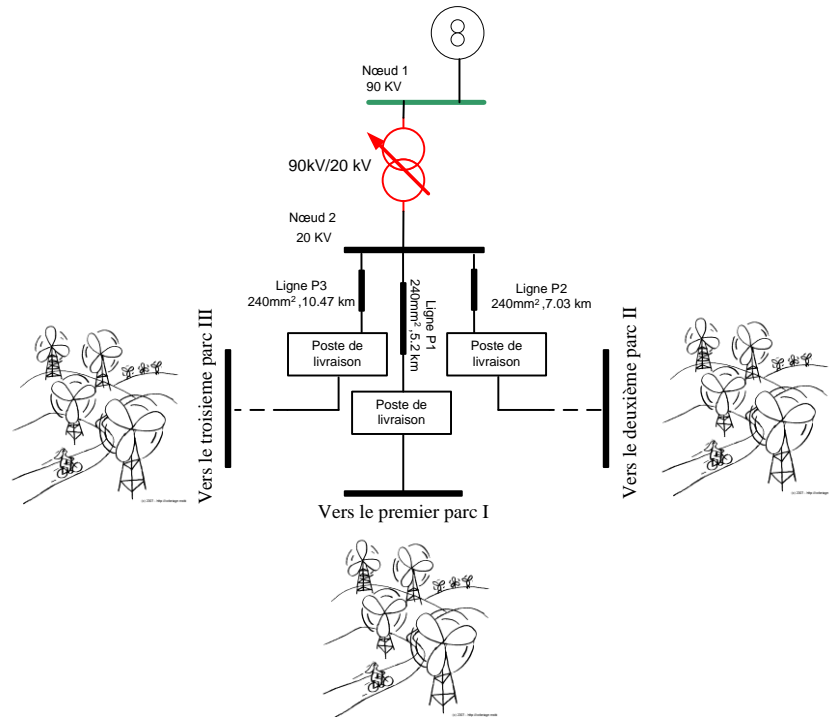 Nœud 1
90 KV
90kV/20 kV
Nœud 2
20 KV
Ligne P3
240mm²,10.47 km
Ligne P1
240mm²,5.2 km
Ligne P2
240mm²,7.03 km
Poste de
livraison
Poste de
livraison
Poste de
livraison
Vers le troisieme parc III
Vers le deuxième parc II
Vers le premier parc I